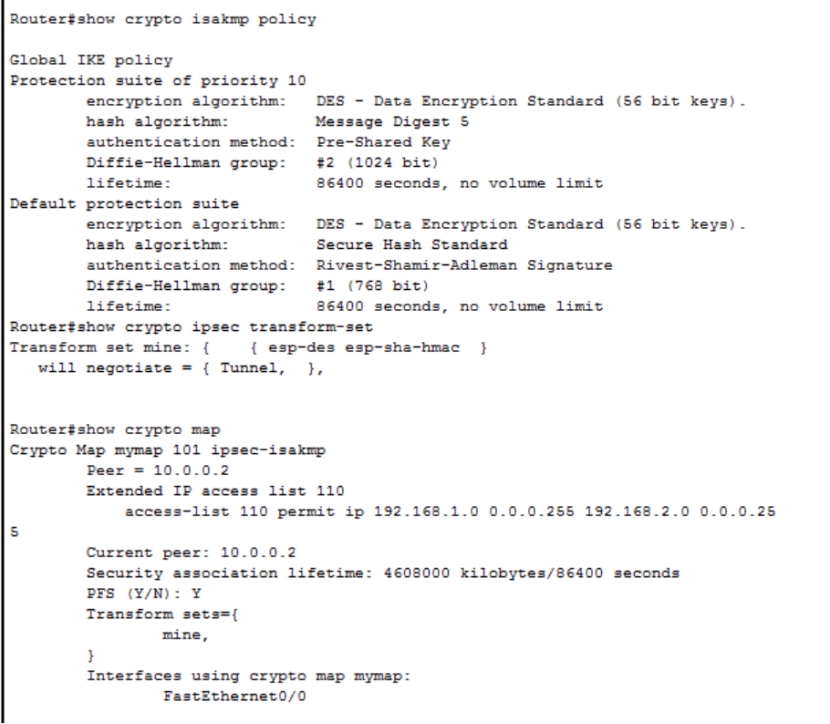 Router#show crypto isakmp policy
Global IKE policy
Protection suite of priority 10
encryption algorithm: DES - Data Encryption Standard (56 bit keys).
hash algorithm: Message Digest 5
authentication method: Pre-Shared Key
Diffie-Hellman group: #2 (1024 bit)
lifetime: 86400 seconds, no volume limit
Default protection suite
encryption algorithm: DES - Data Encryption Standard (56 bit keys).
hash algorithm: Secure Hash Standard
authentication method: Rivest-Shamir-Adleman Signature
Diffie-Hellman group: #1 (768 bit)
lifetime: 86400 seconds, no volume limit
Router#show crypto ipsec transform-set
Transform set mine: { { esp-des esp-sha-hmac }
will negotiate = { Tunnel, },
Router#show crypto map
Crypto Map mymap 101 ipsec-isakmp
Peer = 10.0.0.2
Extended IP access list 110
access-list 110 permit ip 192.168.1.0 0.0.0.255 192.168.2.0 0.0.0.25
5
Current peer: 10.0.0.2
Security association lifetime: 4608000 kilobytes/86400 seconds
PFS (Y/N): Y
Transform sets={
mine,
}
Interfaces using crypto map mymap:
FastEthernet0/0